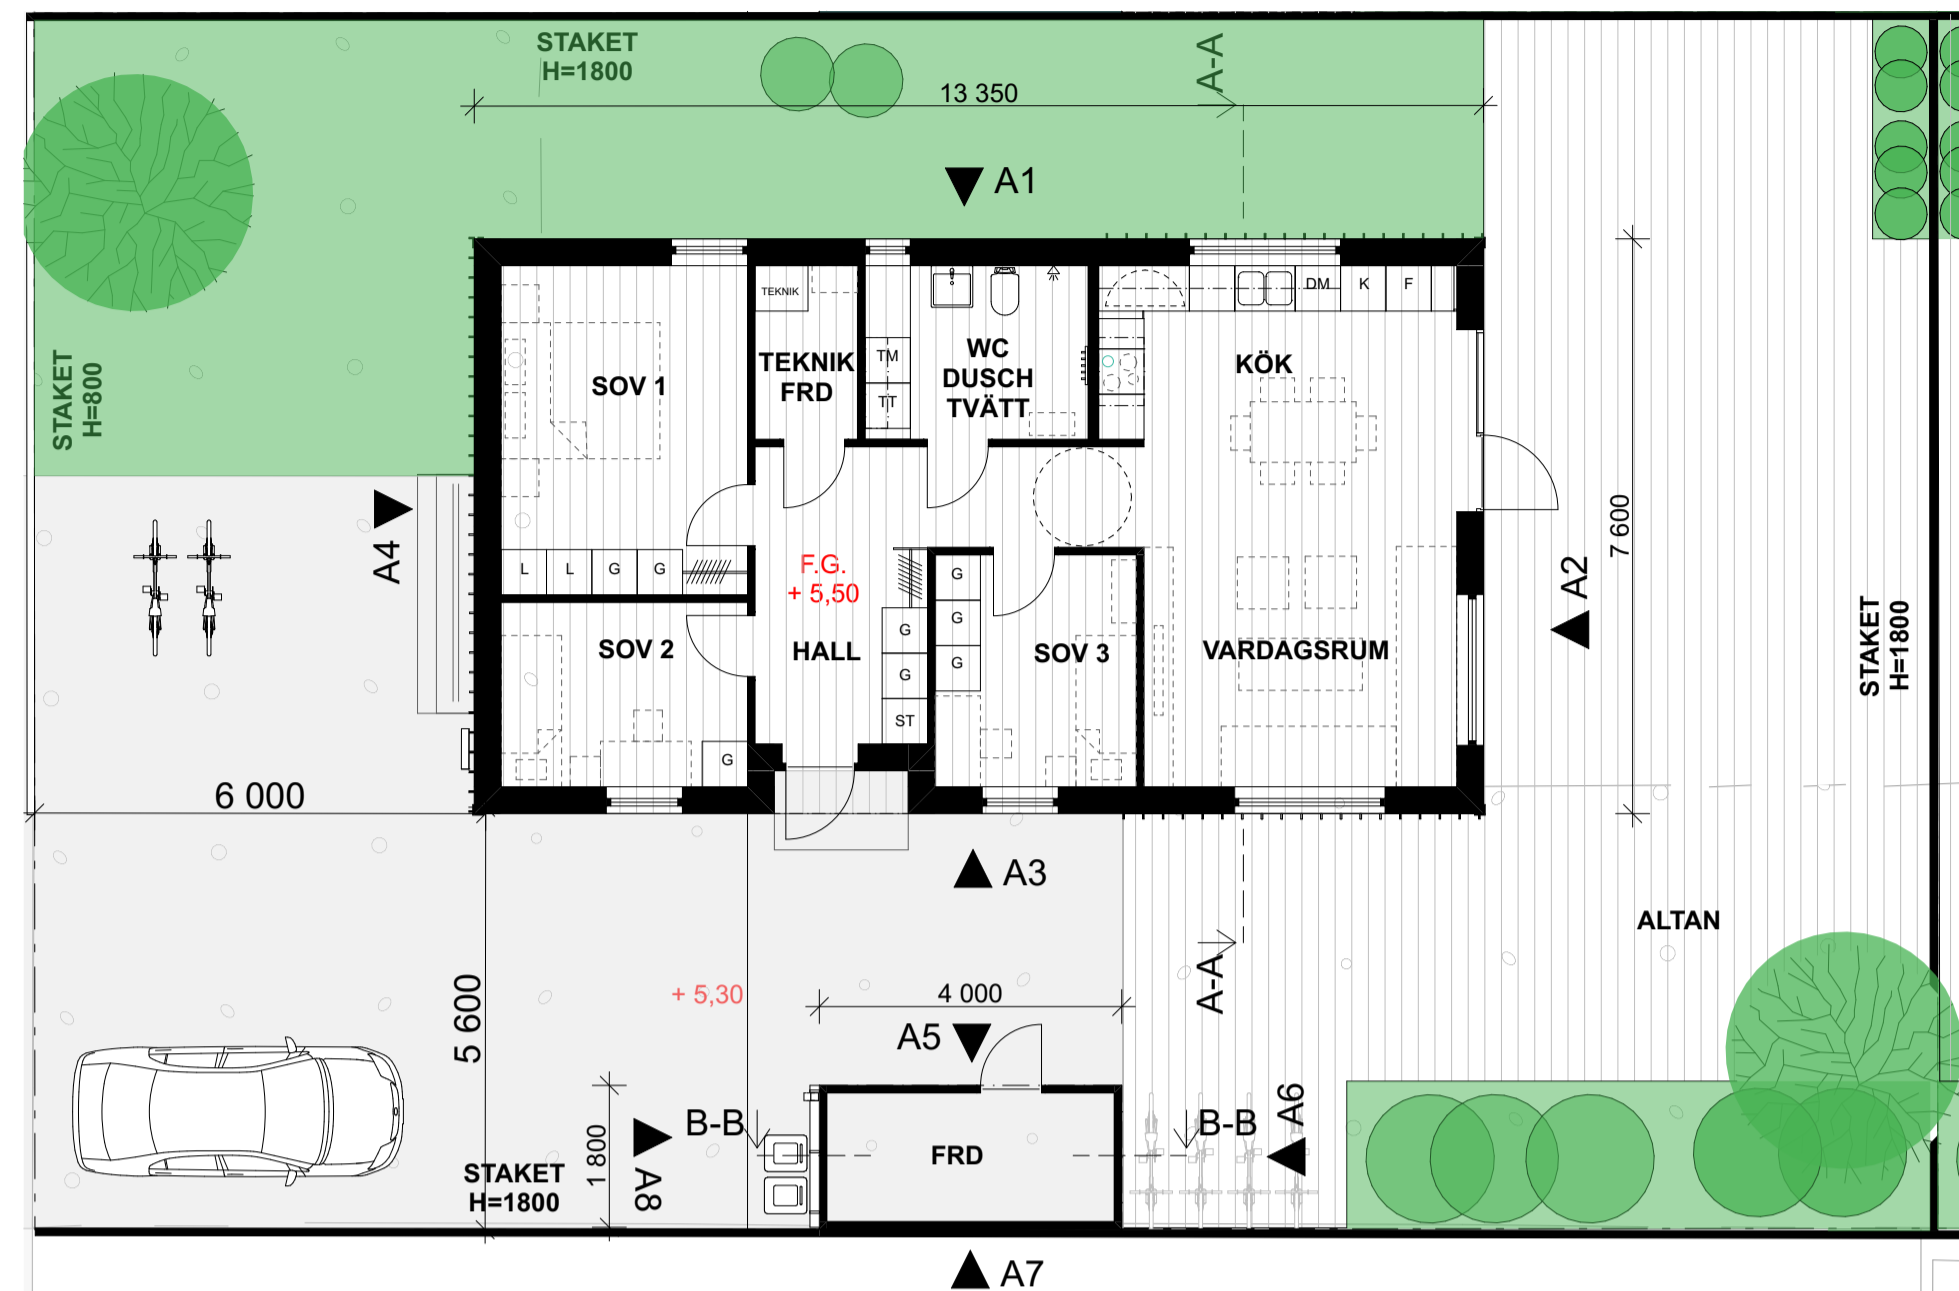 STAKET
H=1800
A-A
13 350
A1
TEKNIK
DM
K
F
SOV 1
TEKNIK
FRD
TM
TT
WC
DUSCH
TVÄTT
KÖK
STAKET
H=800
A4
7 600
A2
L
L
G
G
F.G.
+ 5,50
G
G
G
G
G
ST
SOV 2
HALL
SOV 3
VARDAGSRUM
STAKET
H=1800
G
6 000
A3
ALTAN
5 600
+ 5,30
4 000
A-A
A5
B-B
B-B
A6
1 800
A8
STAKET
H=1800
FRD
A7